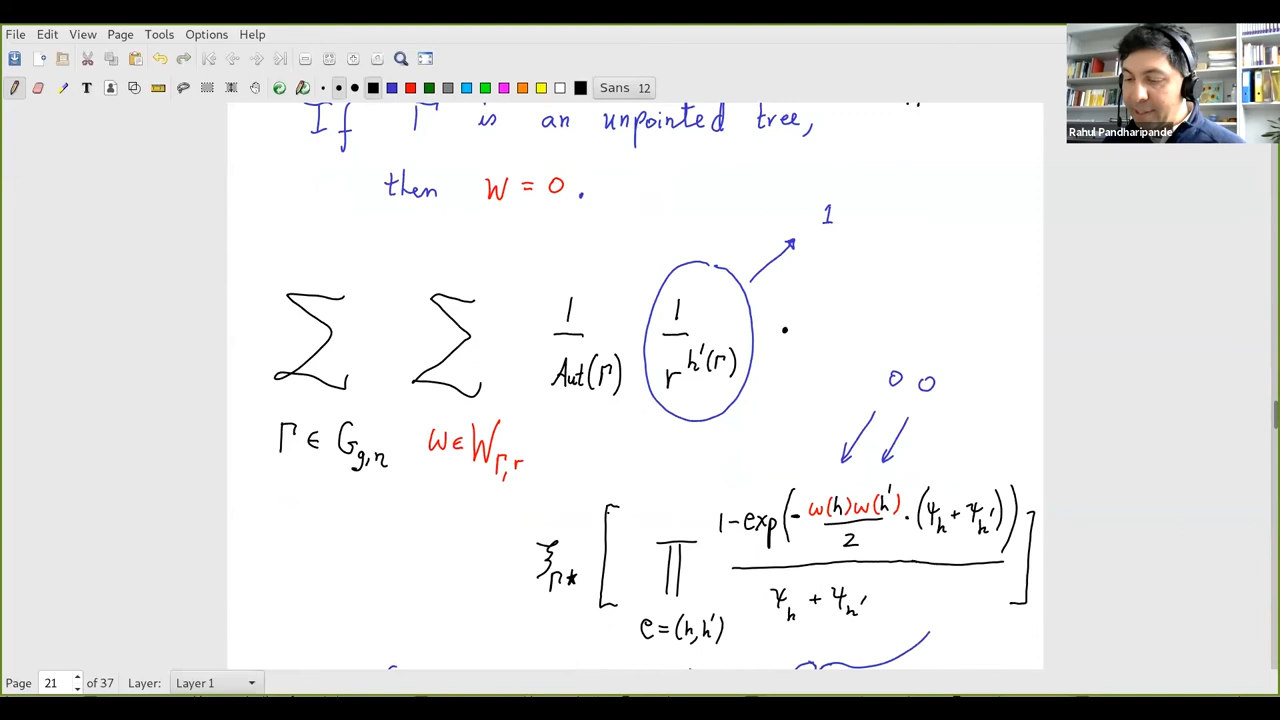 File Edit View Page Tools Options Help
Sans 12
Rahul Pandharipande
If Γ is an unpointed tree,
then W = 0 .
1
Σ Σ 1/Aut(Γ) 1/r^{h'(Γ)} ·
Γ ∈ G_{g,n} w ∈ W_{Γ,r}
0 0
ξ_{Γ*} [ ∏ (1 - exp(- w(h)w(h')/2 · (ψ_h + ψ_h'))) / (ψ_h + ψ_h') ]
e = (h, h')
Page 21 of 37 Layer: Layer 1